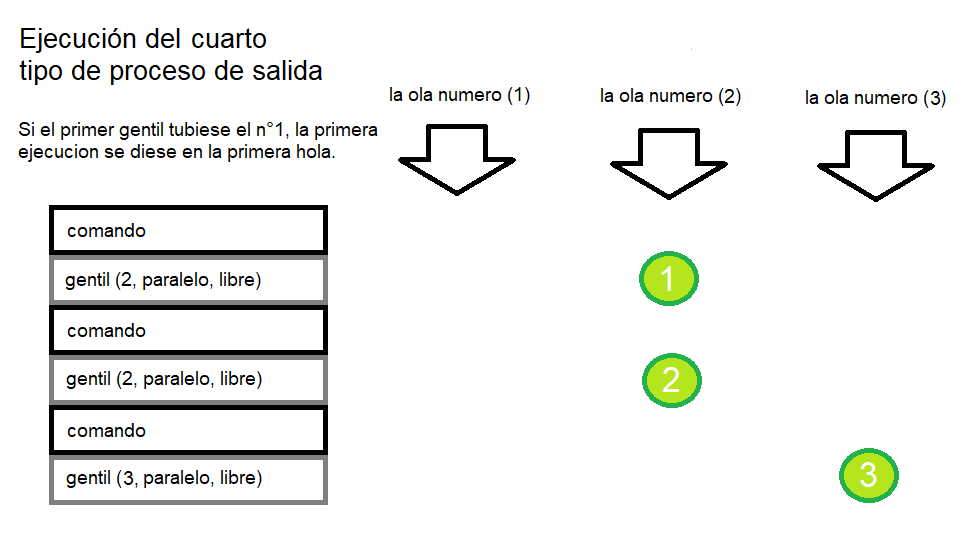 Ejecución del cuarto
tipo de proceso de salida
Si el primer gentil tubiese el n°1, la primera
ejecucion se diese en la primera hola.
la ola numero (1)
la ola numero (2)
la ola numero (3)
comando
gentil (2, paralelo, libre)
1
comando
gentil (2, paralelo, libre)
2
comando
gentil (3, paralelo, libre)
3